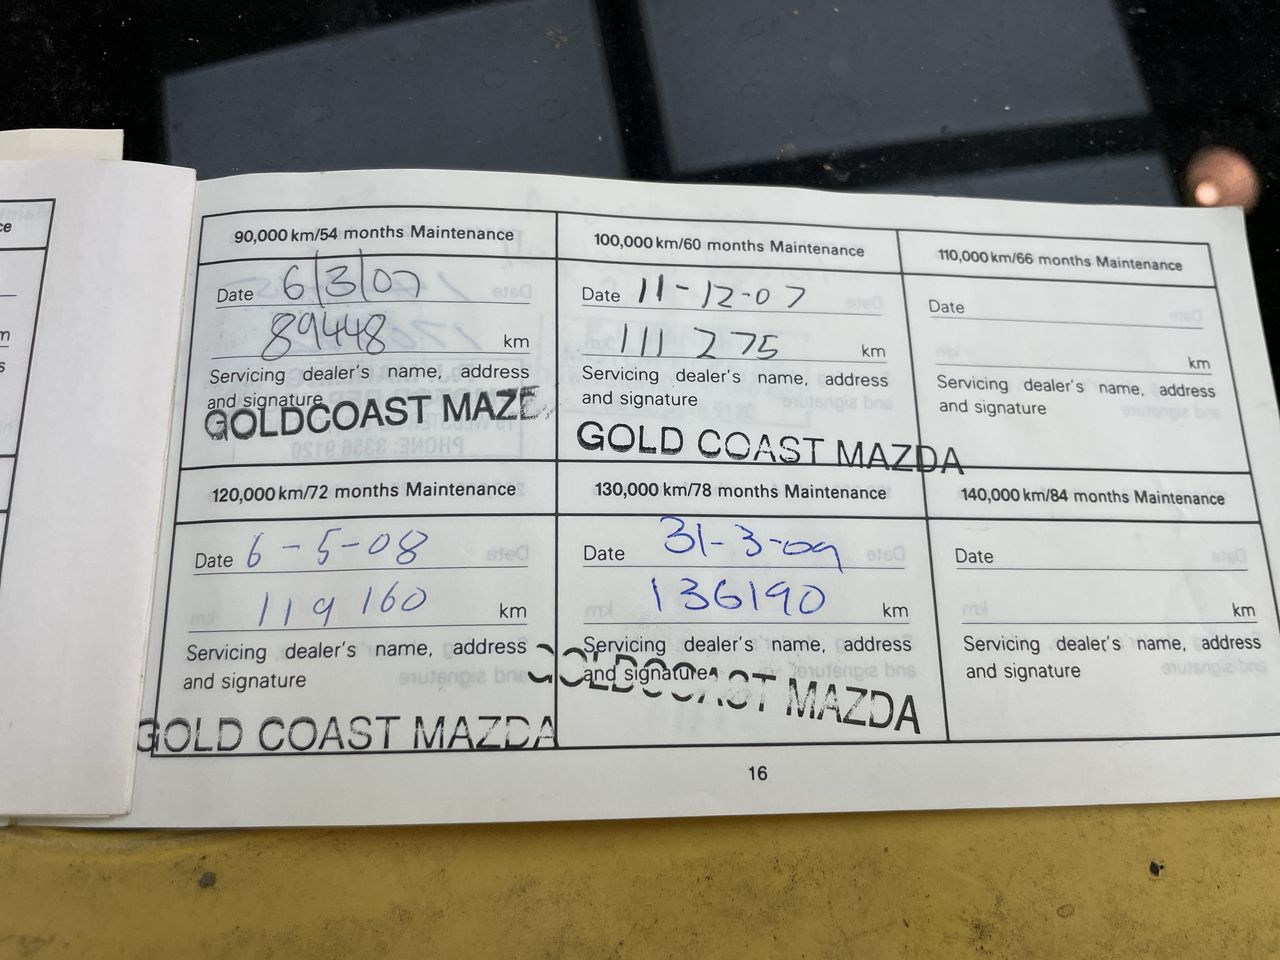 ce
m
s
90,000 km/54 months Maintenance
Date 6/3/07
89448 km
Servicing dealer's name, address
and signature
GOLDCOAST MAZD
100,000 km/60 months Maintenance
Date 11-12-07
111 275 km
Servicing dealer's name, address
and signature
GOLD COAST MAZDA
110,000 km/66 months Maintenance
Date
km
Servicing dealer's name, address
and signature
120,000 km/72 months Maintenance
Date 6-5-08
119 160 km
Servicing dealer's name, address
and signature
GOLD COAST MAZDA
130,000 km/78 months Maintenance
Date 31-3-09
136190 km
Servicing dealer's name, address
and signature
GOLDCOAST MAZDA
140,000 km/84 months Maintenance
Date
km
Servicing dealer's name, address
and signature
16